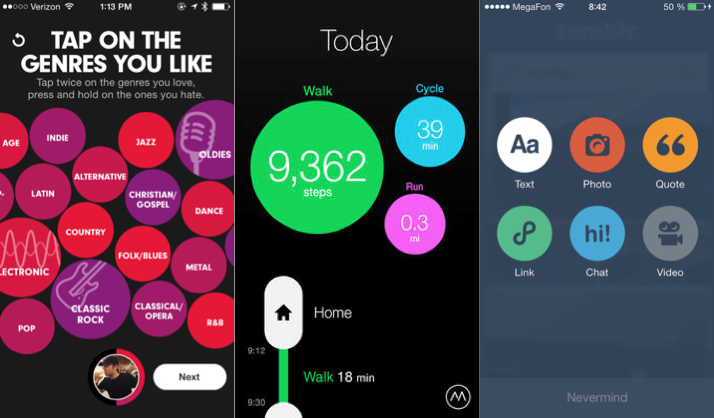 Verizon 1:13 PM
TAP ON THE
GENRES YOU LIKE
Tap twice on the genres you love,
press and hold on the ones you hate.
AGE
INDIE
JAZZ
OLDIES
ALTERNATIVE
LATIN
CHRISTIAN/
GOSPEL
DANCE
COUNTRY
FOLK/BLUES
LECTRONIC
METAL
CLASSIC
ROCK
CLASSICAL/
OPERA
POP
R&B
Next
Today
Walk
9,362
steps
Cycle
39
min
Run
0.3
mi
Home
9:12
Walk 18 min
9:30
MegaFon 8:42 50 %
tumblr
Aa
Text
Photo
Quote
Link
hi!
Chat
Video
Nevermind